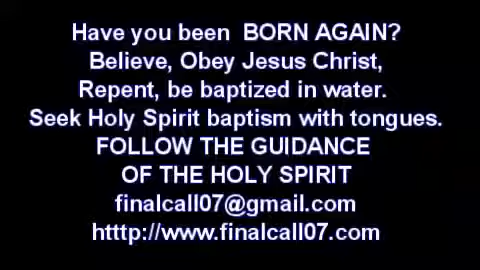 Have you been BORN AGAIN?
Believe, Obey Jesus Christ,
Repent, be baptized in water.
Seek Holy Spirit baptism with tongues.
FOLLOW THE GUIDANCE
OF THE HOLY SPIRIT
finalcall07@gmail.com
htttp://www.finalcall07.com